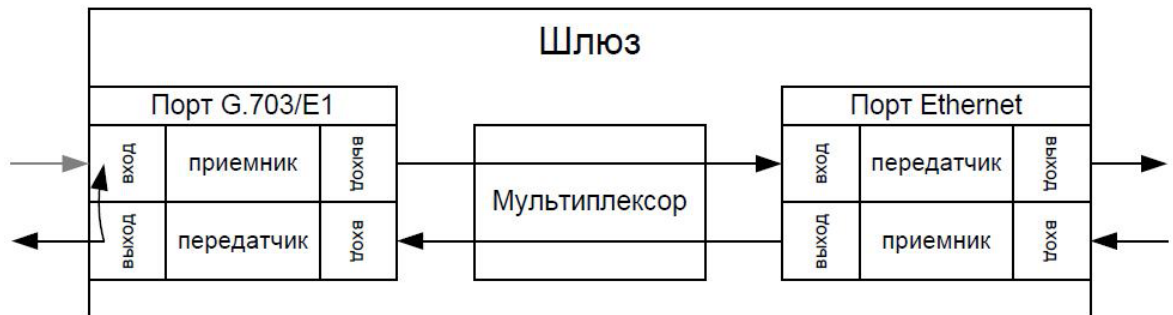 Шлюз
Порт G.703/E1
Порт Ethernet
вход
приемник
выход
вход
передатчик
выход
Мультиплексор
выход
передатчик
вход
выход
приемник
вход